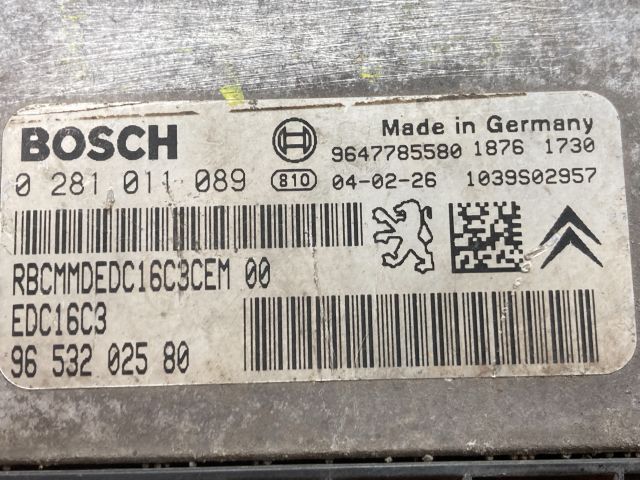 BOSCH
Made in Germany
9647785580 1876 1730
0 281 011 089 810 04-02-26 1039S02957
RBCMMDEDC16C3CEM 00
EDC16C3
96 532 025 80